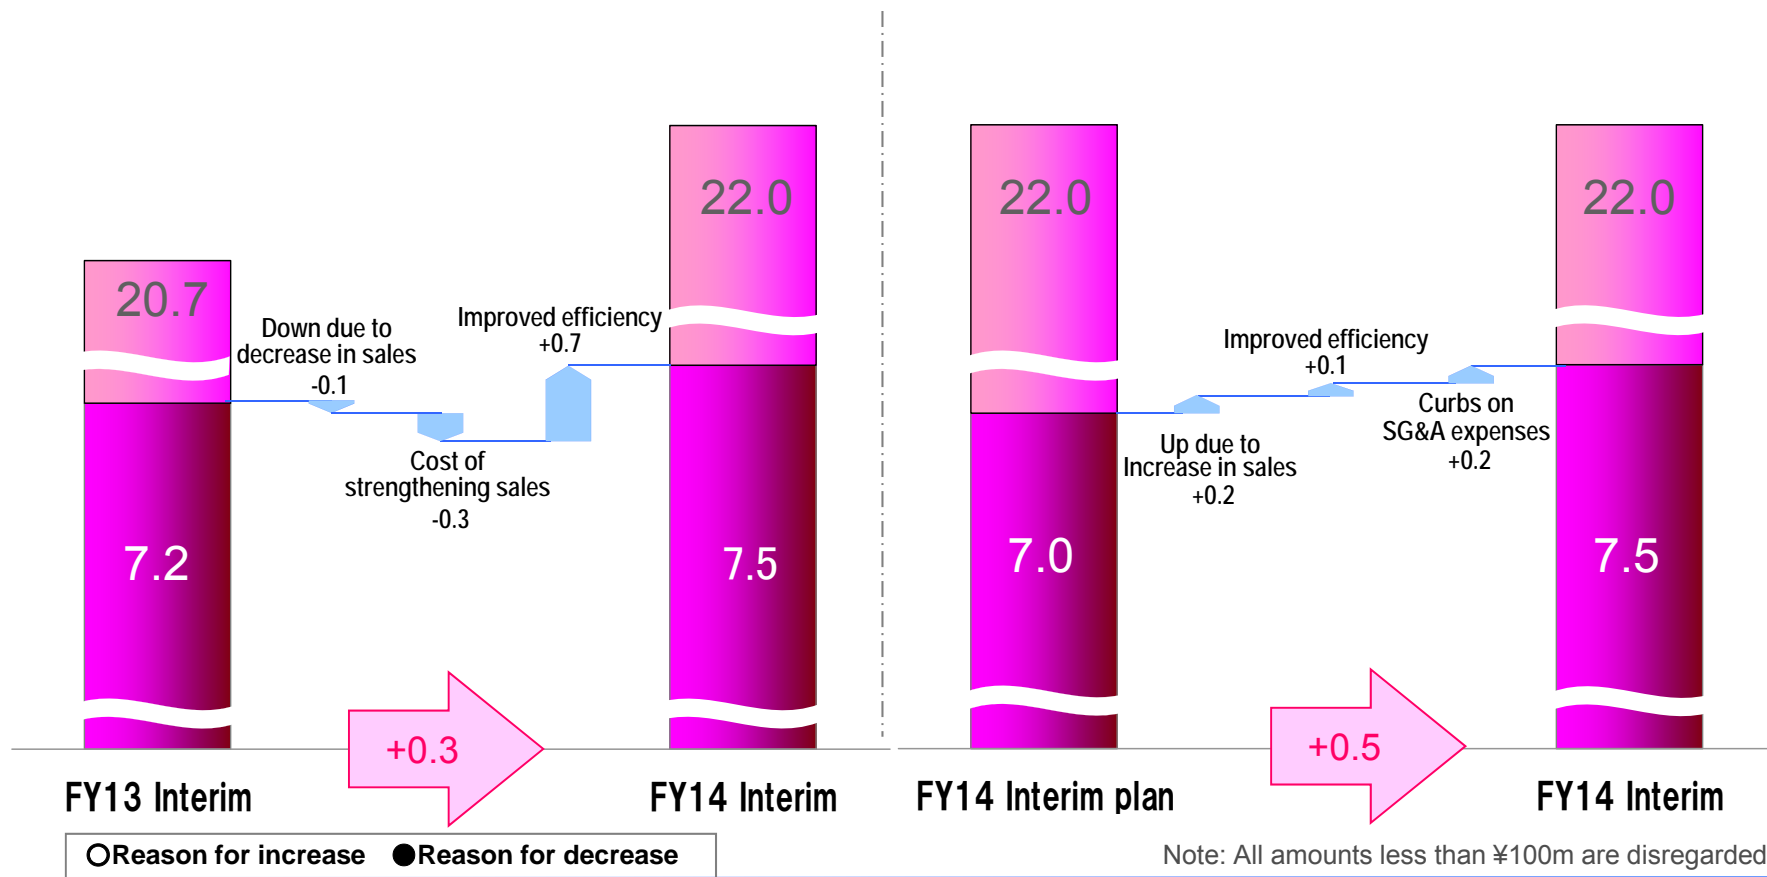 20.7
Down due to
decrease in sales
-0.1
Improved efficiency
+0.7
22.0
Cost of
strengthening sales
-0.3
7.2
7.5
+0.3
FY13 Interim
FY14 Interim
22.0
Improved efficiency
+0.1
22.0
Up due to
Increase in sales
+0.2
Curbs on
SG&A expenses
+0.2
7.0
7.5
+0.5
FY14 Interim plan
FY14 Interim
Reason for increase
Reason for decrease
Note: All amounts less than ¥100m are disregarded